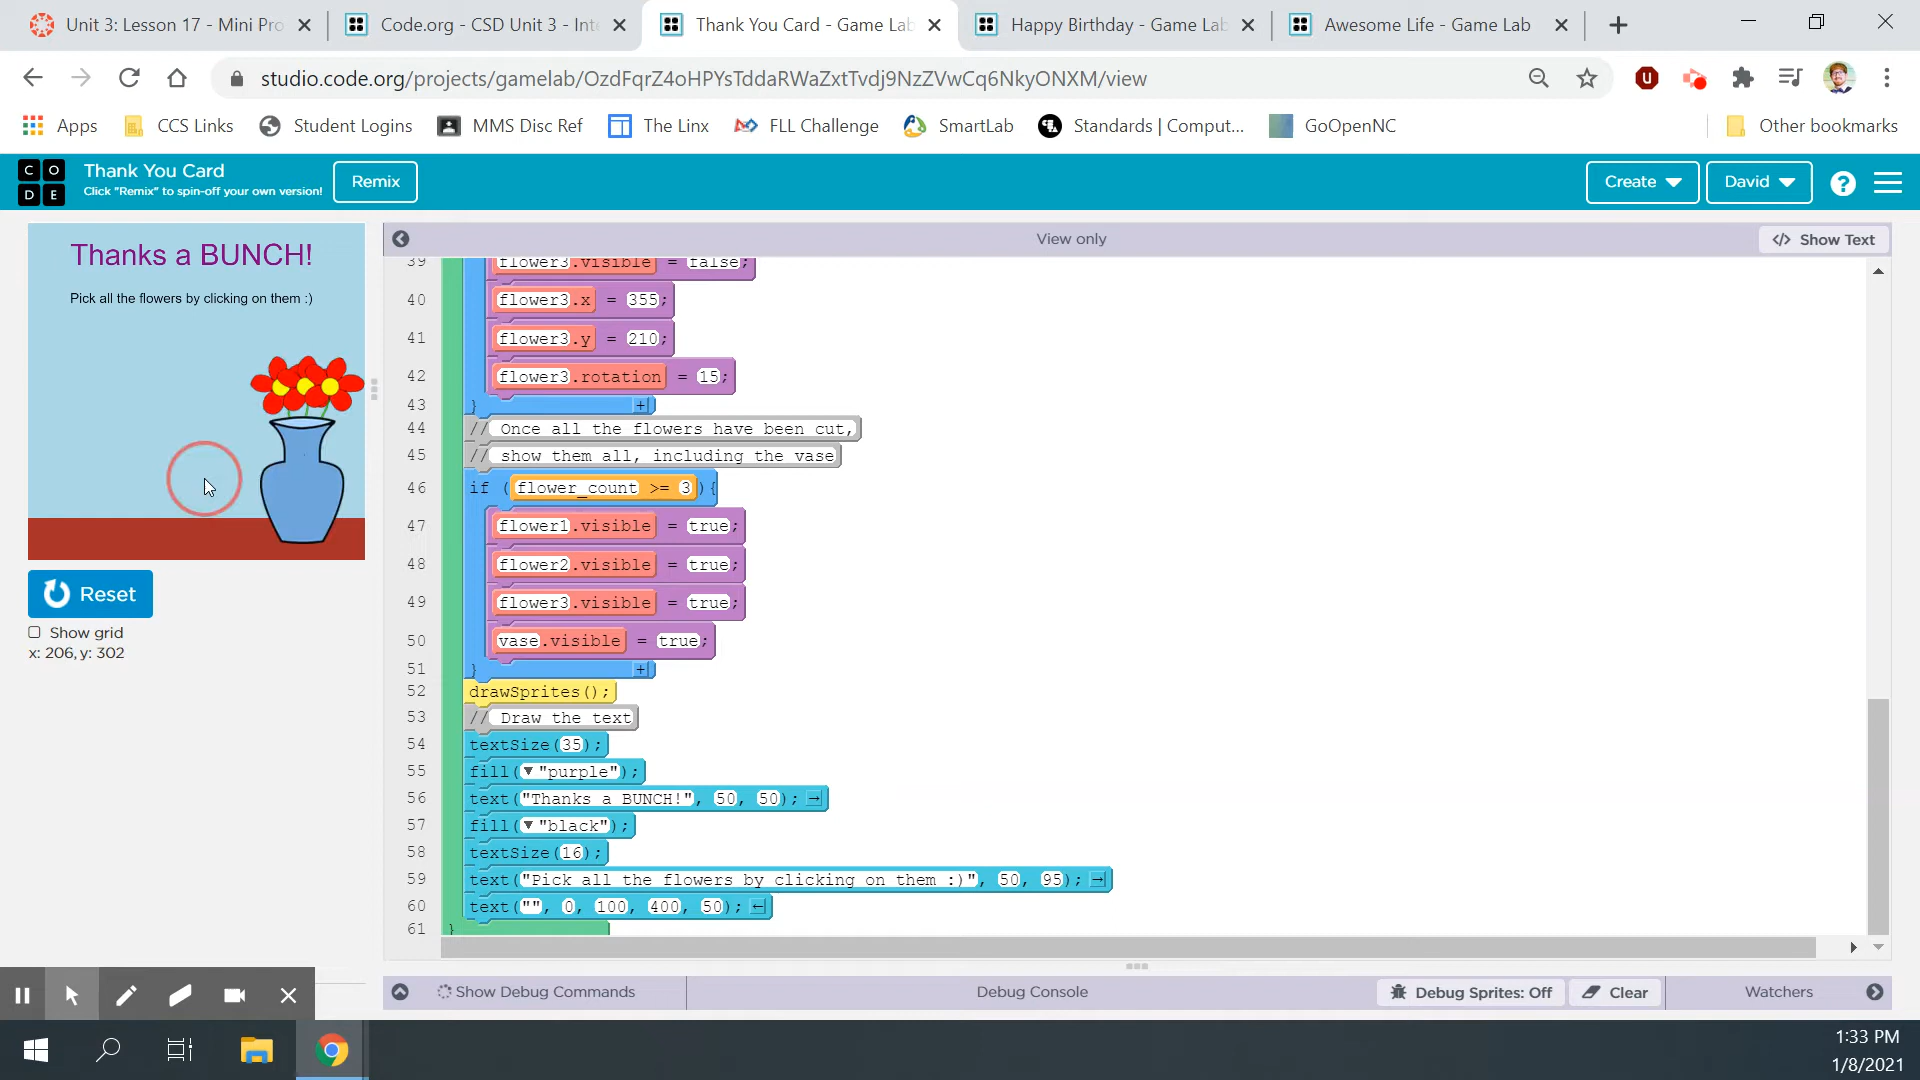 Unit 3: Lesson 17 - Mini Pro
Code.org - CSD Unit 3 - Inte
Thank You Card - Game Lab
Happy Birthday - Game Lab
Awesome Life - Game Lab
studio.code.org/projects/gamelab/OzdFqrZ4oHPYsTddaRWaZxtTvdj9NzZVwCq6NkyONXM/view
Apps
CCS Links
Student Logins
MMS Disc Ref
The Linx
FLL Challenge
SmartLab
Standards | Comput...
GoOpenNC
Other bookmarks
C O
D E
Thank You Card
Click "Remix" to spin-off your own version!
Remix
Create
David
?
Thanks a BUNCH!
Pick all the flowers by clicking on them :)
Reset
Show grid
x: 206, y: 302
View only
</> Show Text
39 flower3.visible = false;
40 flower3.x = 355;
41 flower3.y = 210;
42 flower3.rotation = 15;
43 } +
44 // Once all the flowers have been cut,
45 // show them all, including the vase
46 if (flower_count >= 3){
47 flower1.visible = true;
48 flower2.visible = true;
49 flower3.visible = true;
50 vase.visible = true;
51 } +
52 drawSprites();
53 // Draw the text
54 textSize(35);
55 fill(▼"purple");
56 text("Thanks a BUNCH!", 50, 50); →
57 fill(▼"black");
58 textSize(16);
59 text("Pick all the flowers by clicking on them :)", 50, 95); →
60 text("", 0, 100, 400, 50); ←
61 }
Show Debug Commands
Debug Console
Debug Sprites: Off
Clear
Watchers
1:33 PM
1/8/2021